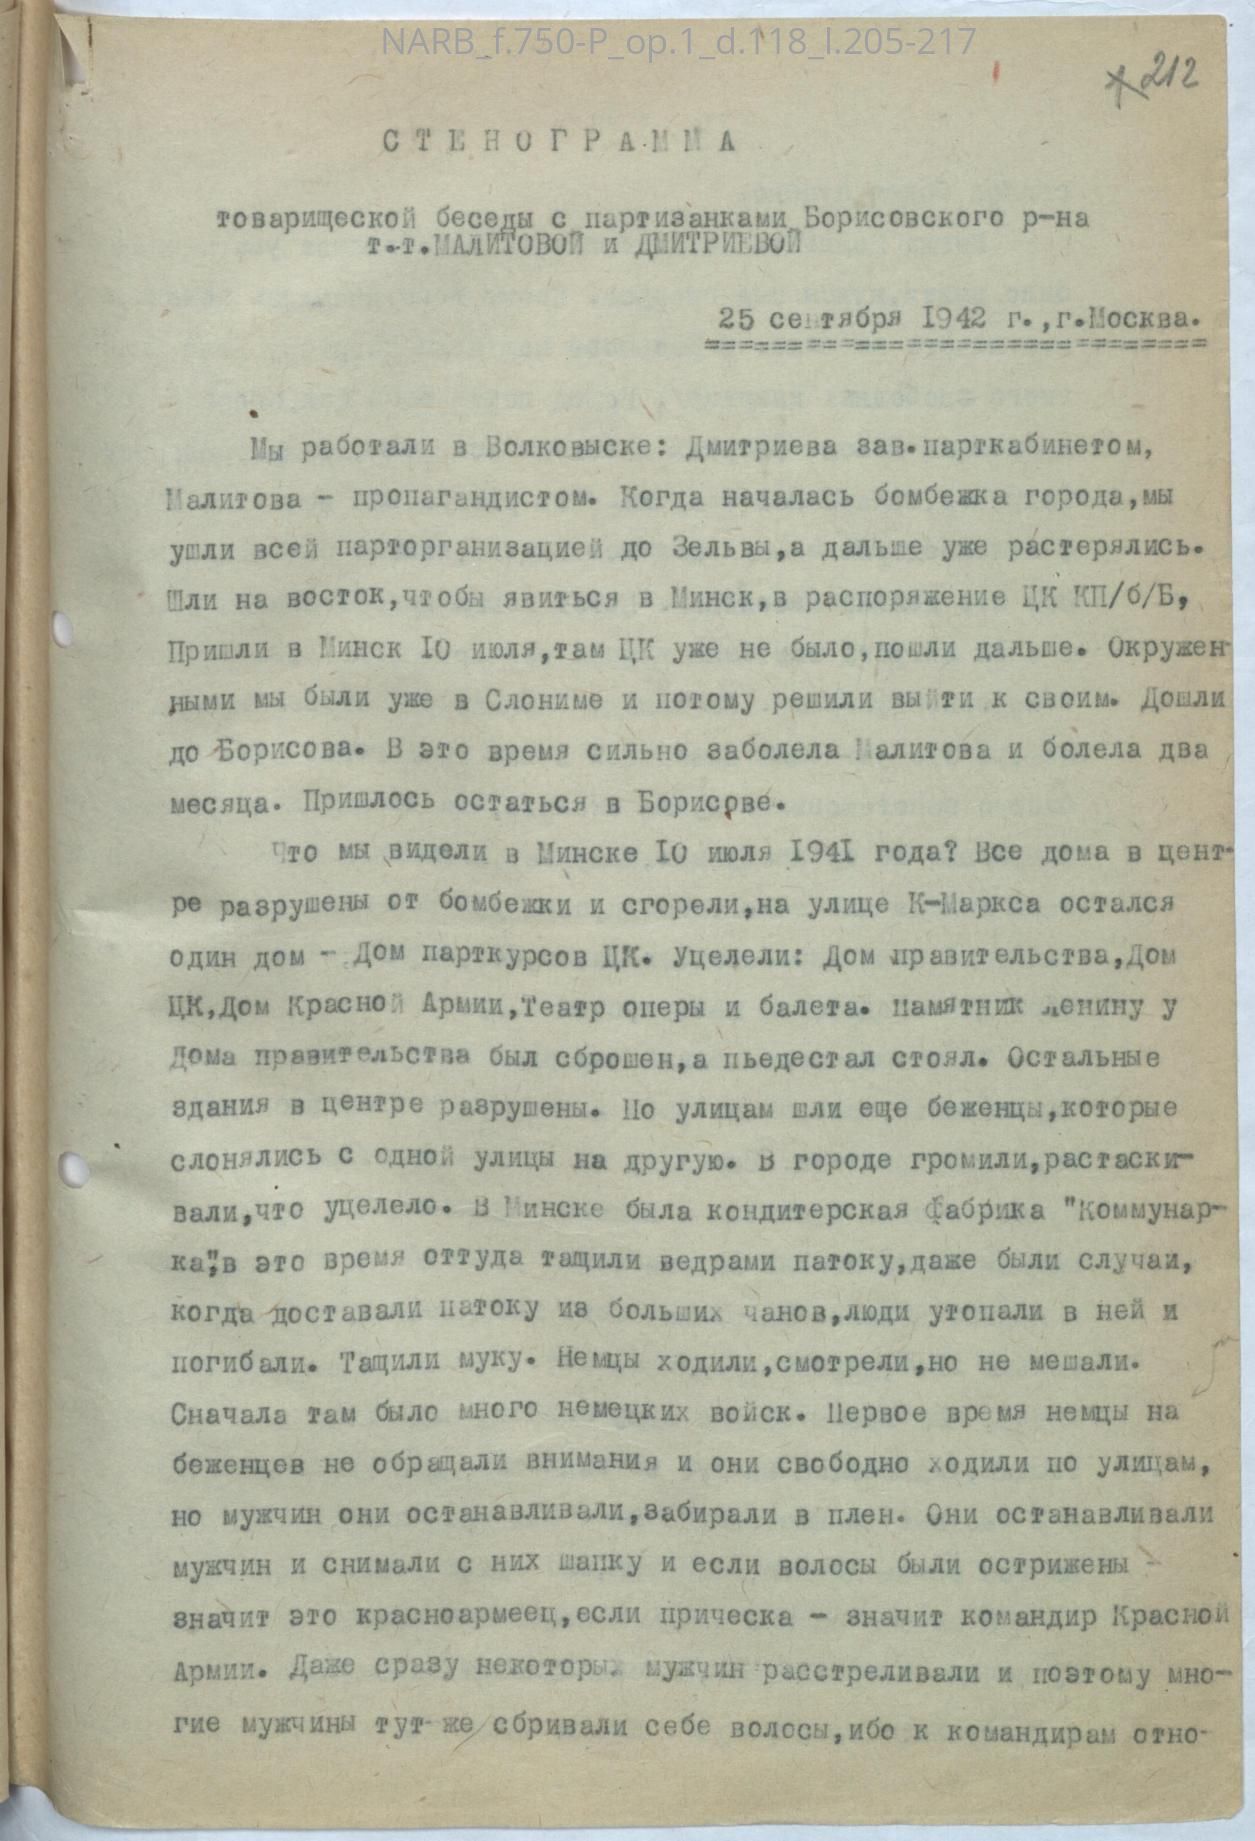 NARB_f.750-P_op.1_d.118_l.205-217
212
СТЕНОГРАММА
товарищеской беседы с партизанками Борисовского р-на
т.т.МАЛИТОВОЙ и ДМИТРИЕВОЙ
25 сентября 1942 г.,г.Москва.
Мы работали в Волковыске: Дмитриева зав.парткабинетом,
Малитова - пропагандистом. Когда началась бомбежка города,мы
ушли всей парторганизацией до Зельвы,а дальше уже растерялись.
Шли на восток,чтобы явиться в Минск,в распоряжение ЦК КП/б/Б,
Пришли в Минск 10 июля,там ЦК уже не было,пошли дальше. Окружен-
ными мы были уже в Слониме и потому решили выйти к своим. Дошли
до Борисова. В это время сильно заболела Малитова и болела два
месяца. Пришлось остаться в Борисове.
Что мы видели в Минске 10 июля 1941 года? Все дома в цент-
ре разрушены от бомбежки и сгорели,на улице К-Маркса остался
один дом - Дом парткурсов ЦК. Уцелели: Дом правительства,Дом
ЦК,Дом Красной Армии,Театр оперы и балета. Памятник Ленину у
Дома правительства был сброшен,а пьедестал стоял. Остальные
здания в центре разрушены. По улицам шли еще беженцы,которые
слонялись с одной улицы на другую. В городе громили,растаски-
вали,что уцелело. В Минске была кондитерская фабрика "Коммунар-
ка",в это время оттуда тащили ведрами патоку,даже были случаи,
когда доставали патоку из больших чанов,люди утопали в ней и
погибали. Тащили муку. Немцы ходили,смотрели,но не мешали.
Сначала там было много немецких войск. Первое время немцы на
беженцев не обращали внимания и они свободно ходили по улицам,
но мужчин они останавливали,забирали в плен. Они останавливали
мужчин и снимали с них шапку и если волосы были острижены -
значит это красноармеец,если прическа - значит командир Красной
Армии. Даже сразу некоторых мужчин расстреливали и поэтому мно-
гие мужчины тут же сбривали себе волосы,ибо к командирам отно-